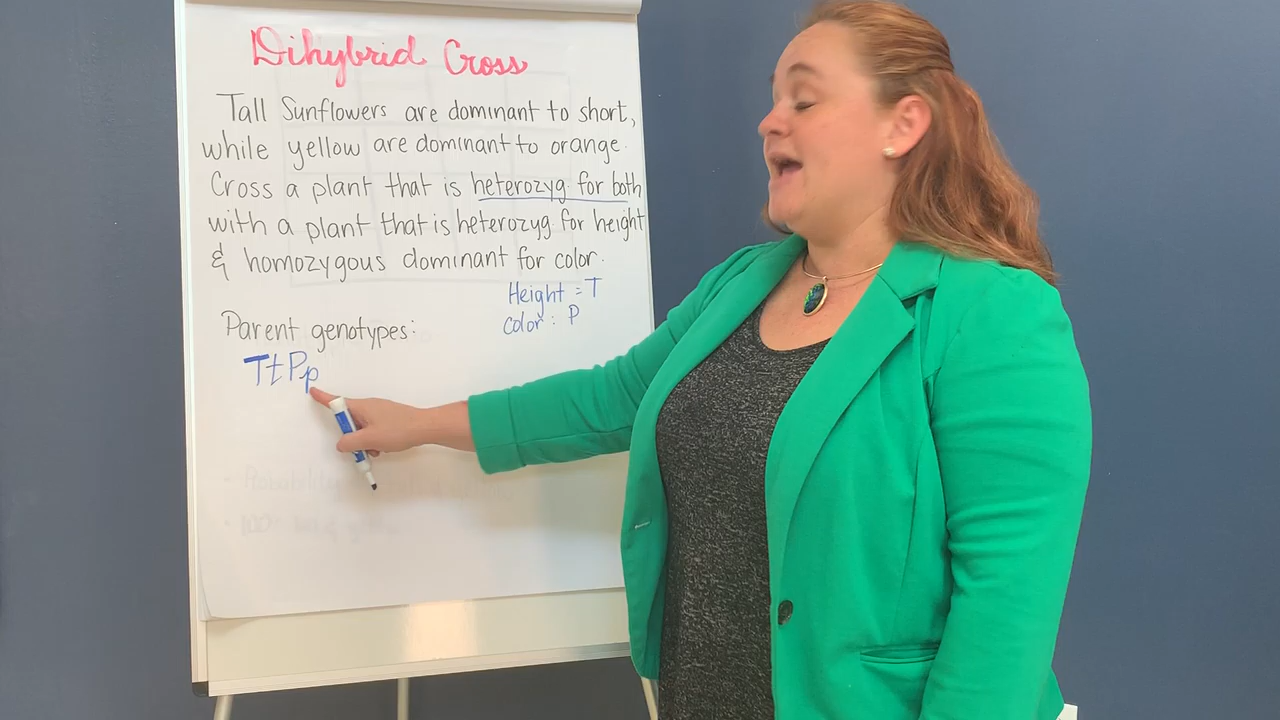 Dihybrid Cross
Tall Sunflowers are dominant to short,
while yellow are dominant to orange.
Cross a plant that is heterozyg. for both
with a plant that is heterozyg for height
& homozygous dominant for color.
Height = T
Color : P
Parent genotypes:
TtPp